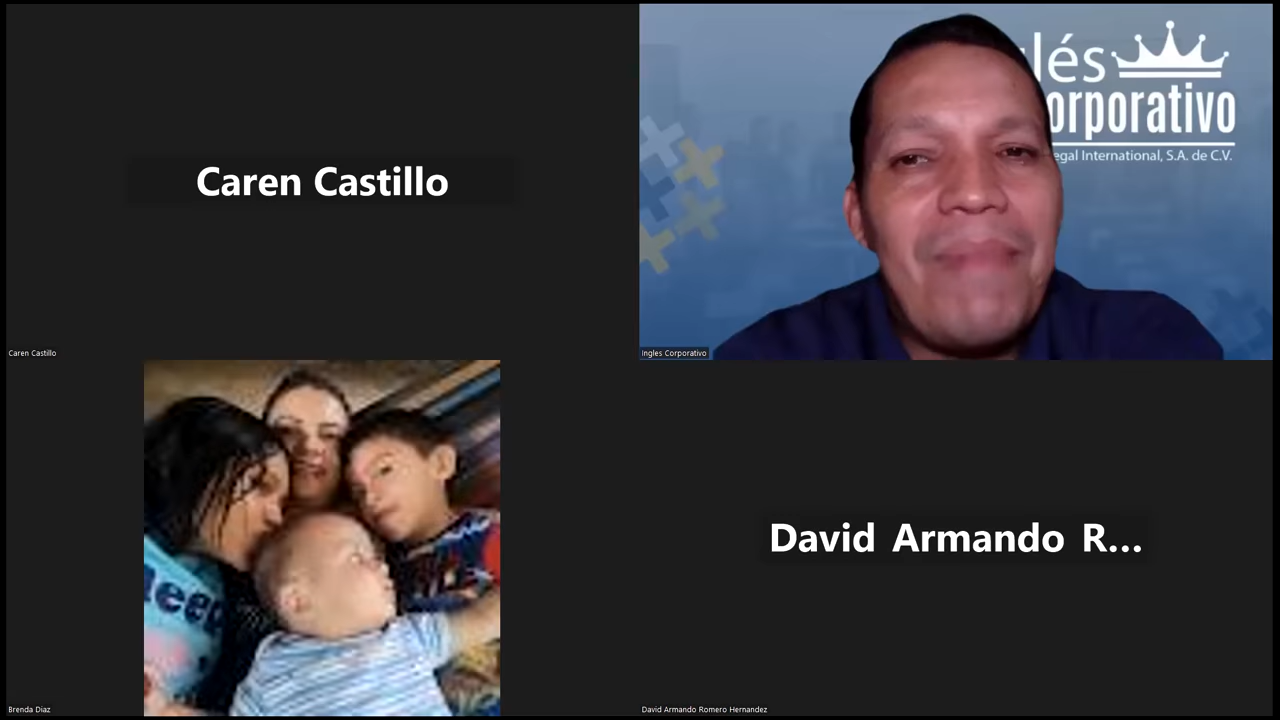 Caren Castillo
Caren Castillo
lés
orporativo
egal International, S.A. de C.V.
Ingles Corporativo
Brenda Diaz
David Armando R...
David Armando Romero Hernandez